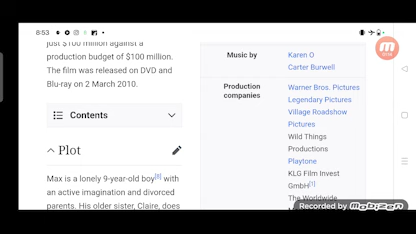 8:53
just $100 million against a
production budget of $100 million.
The film was released on DVD and
Blu-ray on 2 March 2010.
Contents
Plot
Max is a lonely 9-year-old boy[8] with
an active imagination and divorced
parents. His older sister, Claire, does
Music by
Karen O
Carter Burwell
Production
companies
Warner Bros. Pictures
Legendary Pictures
Village Roadshow
Pictures
Wild Things
Productions
Playtone
KLG Film Invest
GmbH[1]
The Worldwide
Recorded by mobizen